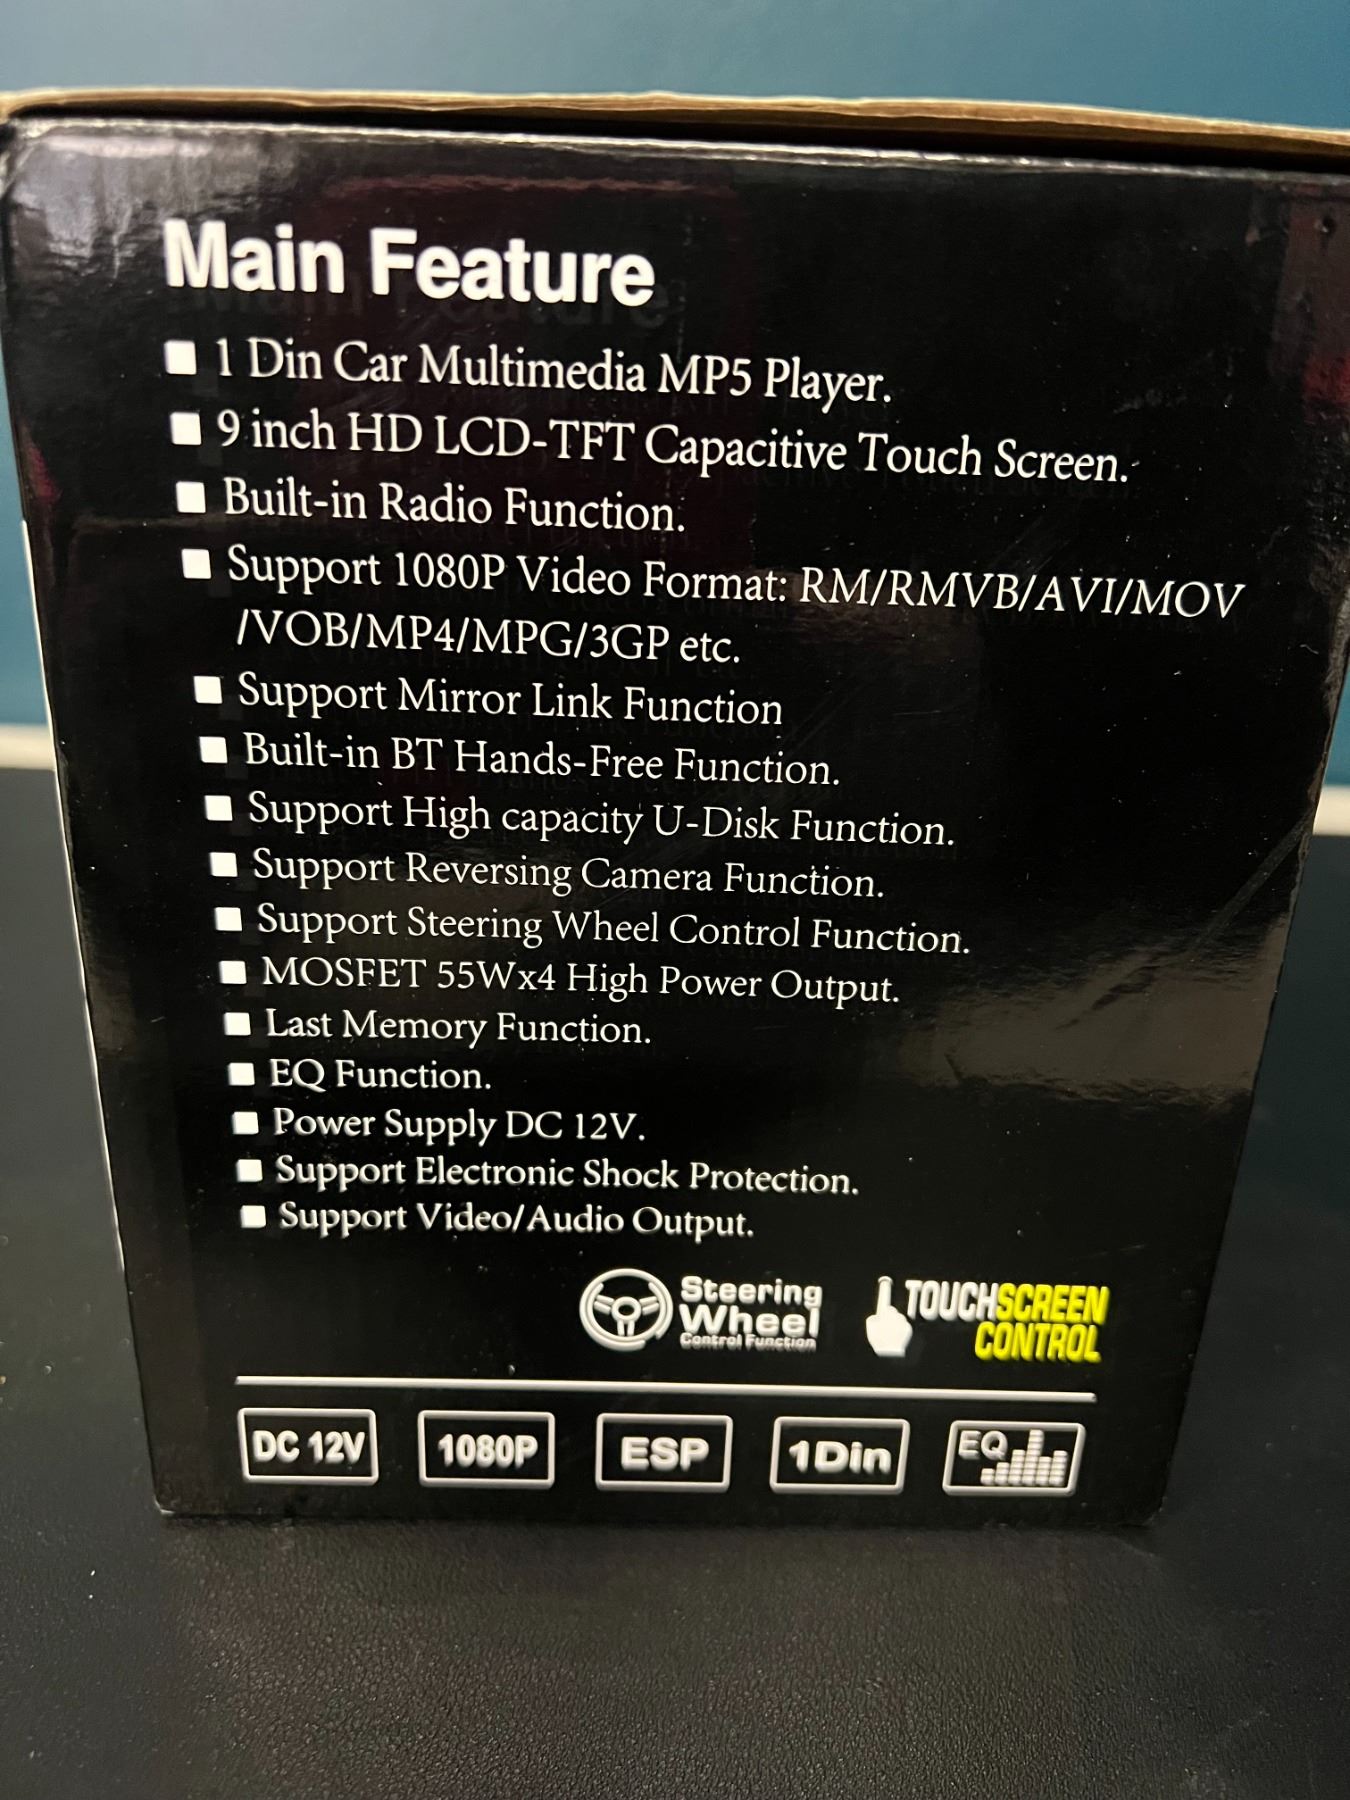 Main Feature
■ 1 Din Car Multimedia MP5 Player.
■ 9 inch HD LCD-TFT Capacitive Touch Screen.
■ Built-in Radio Function.
■ Support 1080P Video Format: RM/RMVB/AVI/MOV
/VOB/MP4/MPG/3GP etc.
■ Support Mirror Link Function
■ Built-in BT Hands-Free Function.
■ Support High capacity U-Disk Function.
■ Support Reversing Camera Function.
■ Support Steering Wheel Control Function.
■ MOSFET 55Wx4 High Power Output.
■ Last Memory Function.
■ EQ Function.
■ Power Supply DC 12V.
■ Support Electronic Shock Protection.
■ Support Video/Audio Output.
Steering
Wheel
Control Function
TOUCHSCREEN
CONTROL
DC 12V 1080P ESP 1Din EQ